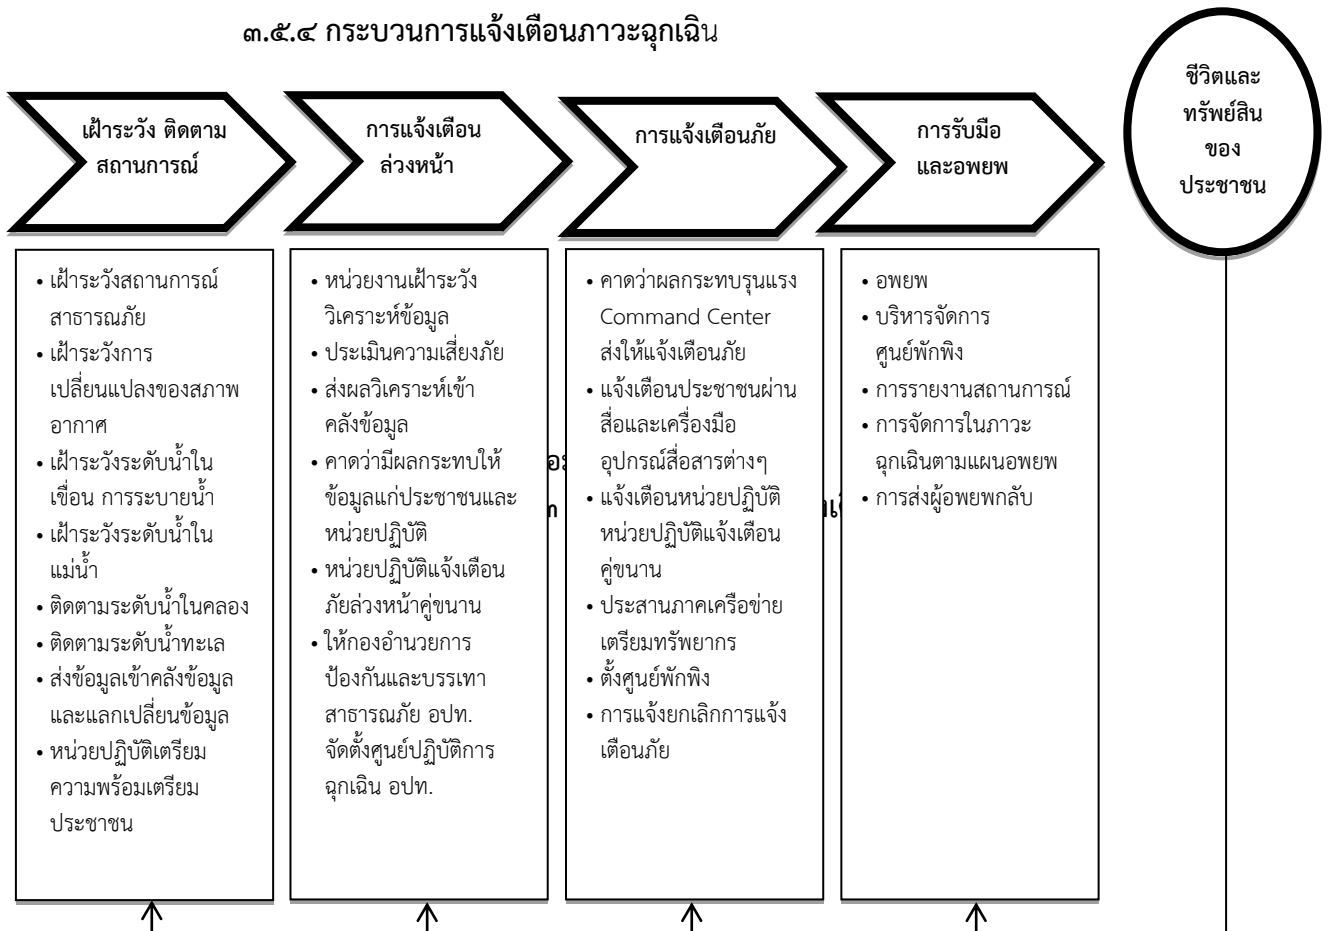 ๓.๕.๔ กระบวนการแจ้งเตือนภาวะฉุกเฉิน
เฝ้าระวัง ติดตาม
สถานการณ์
การแจ้งเตือน
ล่วงหน้า
การแจ้งเตือนภัย
การรับมือ
และอพยพ
ชีวิตและ
ทรัพย์สิน
ของ
ประชาชน
• เฝ้าระวังสถานการณ์
สาธารณภัย
• เฝ้าระวังการ
เปลี่ยนแปลงของสภาพ
อากาศ
• เฝ้าระวังระดับน้ำใน
เขื่อน การระบายน้ำ
• เฝ้าระวังระดับน้ำใน
แม่น้ำ
• ติดตามระดับน้ำในคลอง
• ติดตามระดับน้ำทะเล
• ส่งข้อมูลเข้าคลังข้อมูล
และแลกเปลี่ยนข้อมูล
• หน่วยปฏิบัติเตรียม
ความพร้อมเตรียม
ประชาชน
• หน่วยงานเฝ้าระวัง
วิเคราะห์ข้อมูล
• ประเมินความเสี่ยงภัย
• ส่งผลวิเคราะห์เข้า
คลังข้อมูล
• คาดว่ามีผลกระทบให้
ข้อมูลแก่ประชาชนและ
หน่วยปฏิบัติ
• หน่วยปฏิบัติแจ้งเตือน
ภัยล่วงหน้าคู่ขนาน
• ให้กองอำนวยการ
ป้องกันและบรรเทา
สาธารณภัย อปท.
จัดตั้งศูนย์ปฏิบัติการ
ฉุกเฉิน อปท.
• คาดว่าผลกระทบรุนแรง
Command Center
ส่งให้แจ้งเตือนภัย
• แจ้งเตือนประชาชนผ่าน
สื่อและเครื่องมือ
อุปกรณ์สื่อสารต่างๆ
• แจ้งเตือนหน่วยปฏิบัติ
หน่วยปฏิบัติแจ้งเตือน
คู่ขนาน
• ประสานภาคเครือข่าย
เตรียมทรัพยากร
• ตั้งศูนย์พักพิง
• การแจ้งยกเลิกการแจ้ง
เตือนภัย
• อพยพ
• บริหารจัดการ
ศูนย์พักพิง
• การรายงานสถานการณ์
• การจัดการในภาวะ
ฉุกเฉินตามแผนอพยพ
• การส่งผู้อพยพกลับ